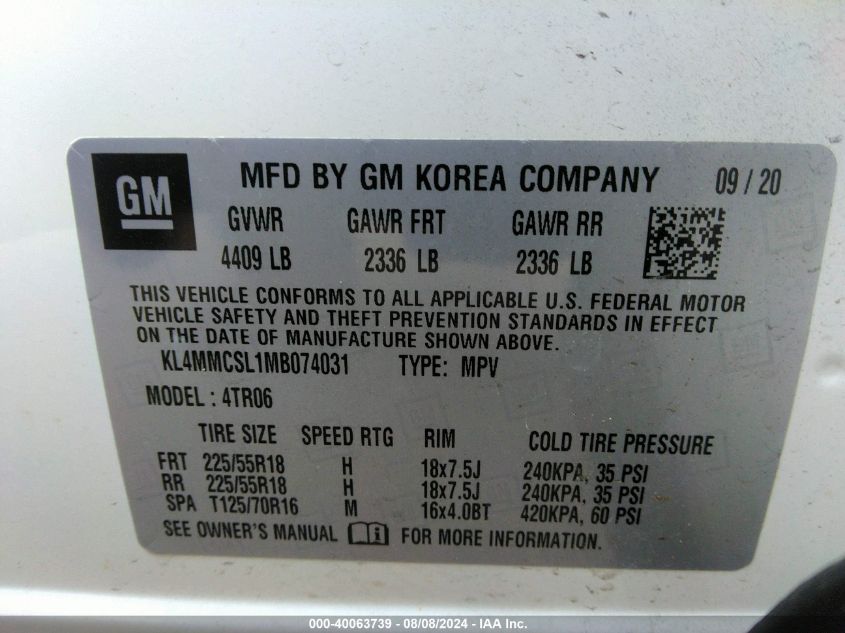 GM
MFD BY GM KOREA COMPANY 09 / 20
GVWR GAWR FRT GAWR RR
4409 LB 2336 LB 2336 LB
THIS VEHICLE CONFORMS TO ALL APPLICABLE U.S. FEDERAL MOTOR
VEHICLE SAFETY AND THEFT PREVENTION STANDARDS IN EFFECT
ON THE DATE OF MANUFACTURE SHOWN ABOVE.
KL4MMCSL1MB074031 TYPE: MPV
MODEL: 4TR06
TIRE SIZE SPEED RTG RIM COLD TIRE PRESSURE
FRT 225/55R18 H 18x7.5J 240KPA, 35 PSI
RR 225/55R18 H 18x7.5J 240KPA, 35 PSI
SPA T125/70R16 M 16x4.0BT 420KPA, 60 PSI
SEE OWNER'S MANUAL FOR MORE INFORMATION.
000-40063739 - 08/08/2024 - IAA Inc.